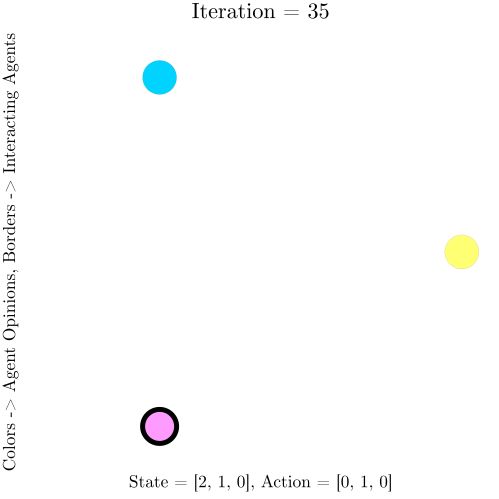 Iteration = 35
Colors -> Agent Opinions, Borders -> Interacting Agents
State = [2, 1, 0], Action = [0, 1, 0]